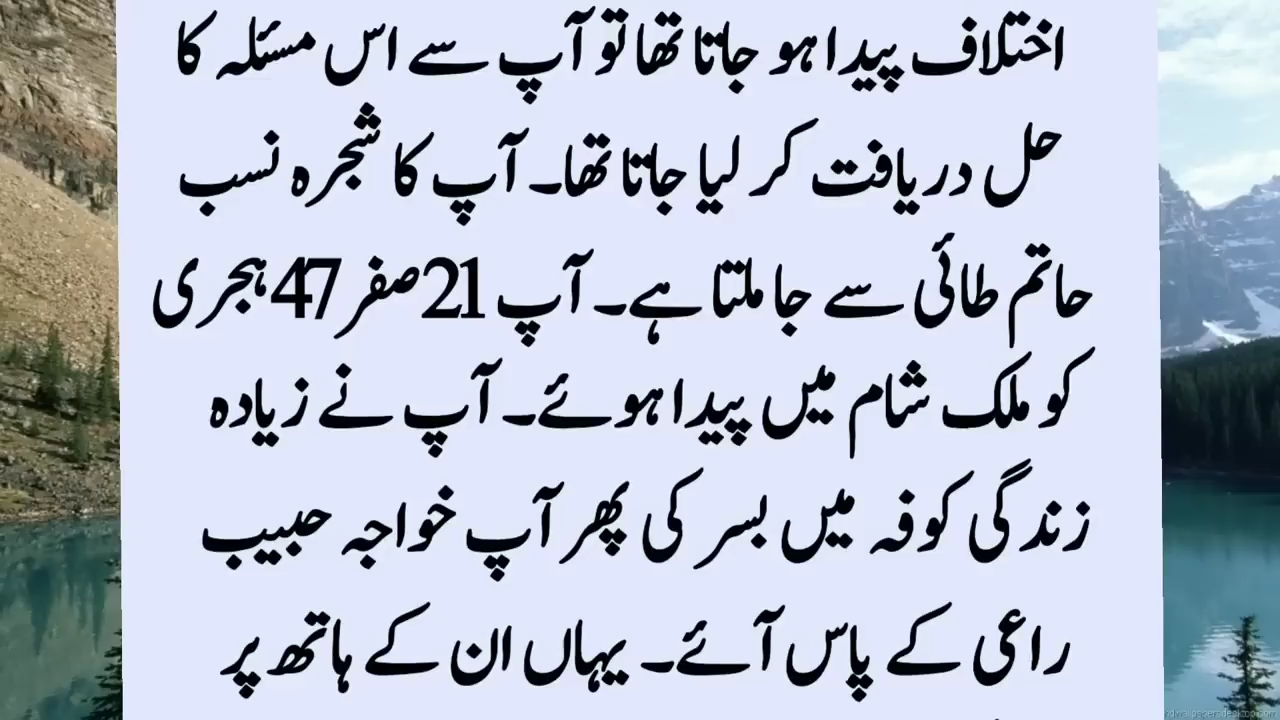 اختلاف پیدا ہو جاتا تھا تو آپ سے اس مسئلہ کا
حل دریافت کر لیا جاتا تھا۔ آپ کا شجرہ نسب
حاتم طائی سے جا ملتا ہے۔ آپ 21 صفر 47 ہجری
کو ملک شام میں پیدا ہوئے۔ آپ نے زیادہ
زندگی کوفہ میں بسر کی پھر آپ خواجہ حبیب
راعی کے پاس آئے۔ یہاں ان کے ہاتھ پر